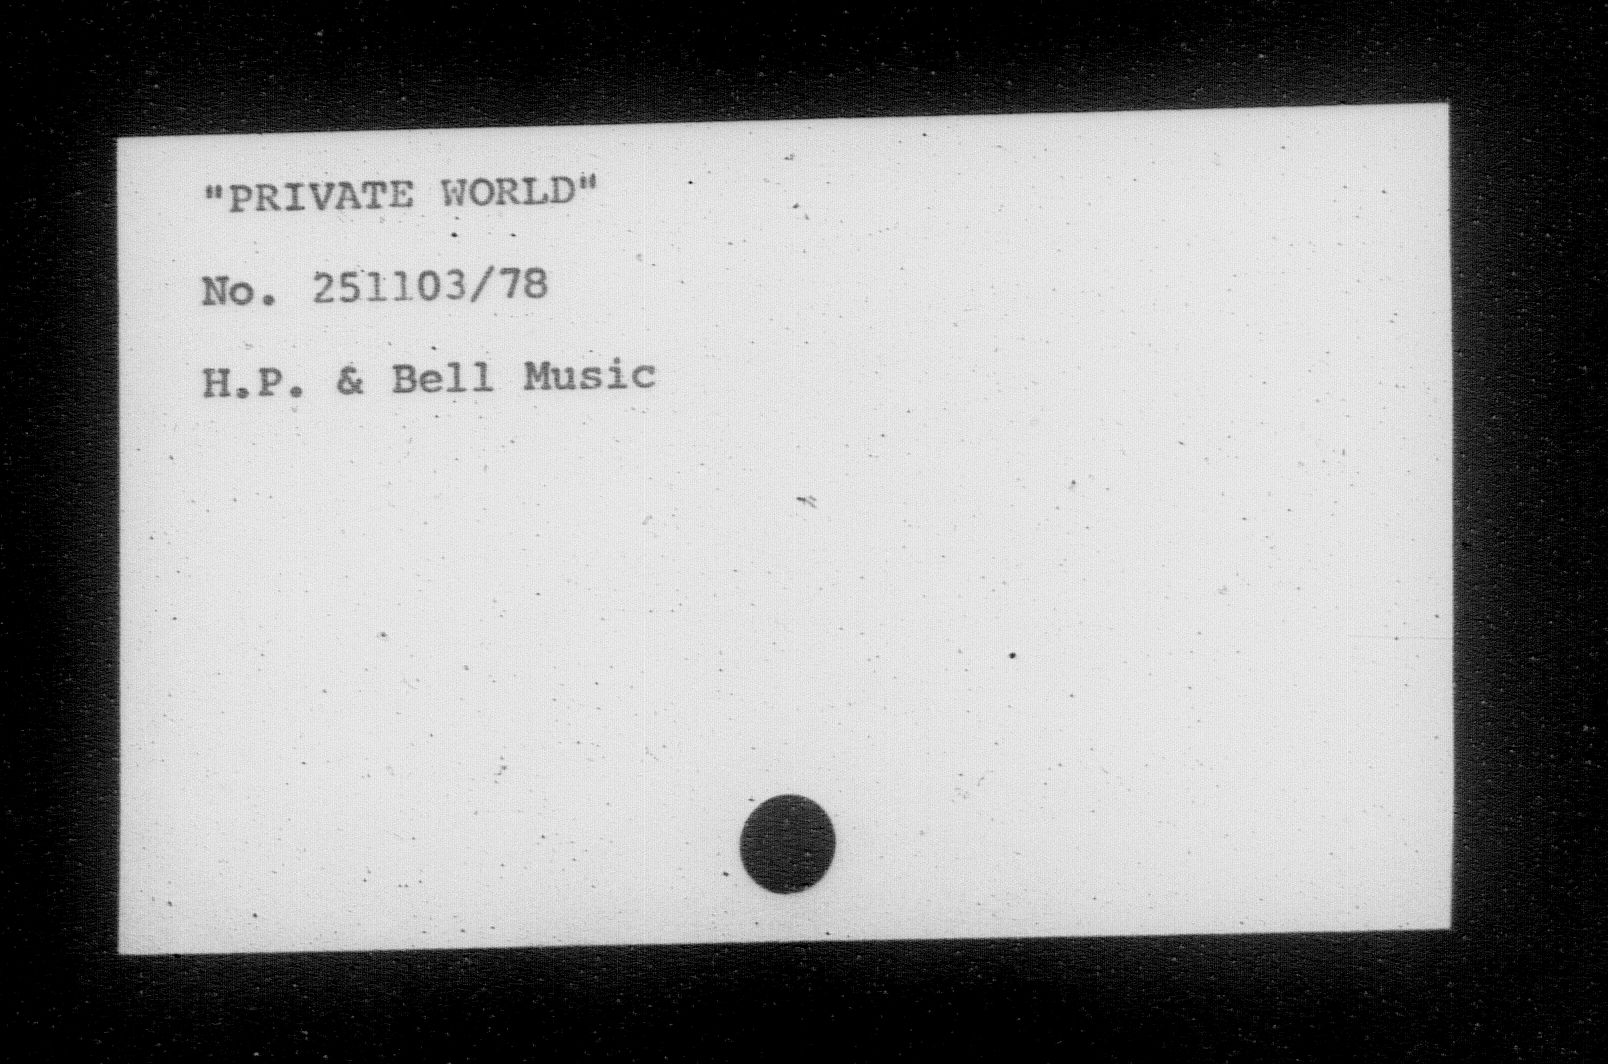 "PRIVATE WORLD"
No. 251103/78
H.P. & Bell Music